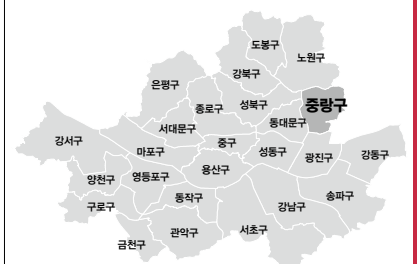 도봉구
노원구
강북구
은평구
중랑구
성북구
종로구
동대문구
서대문구
강서구
중구
마포구
성동구
광진구
강동구
용산구
양천구
영등포구
동작구
송파구
구로구
강남구
서초구
관악구
금천구